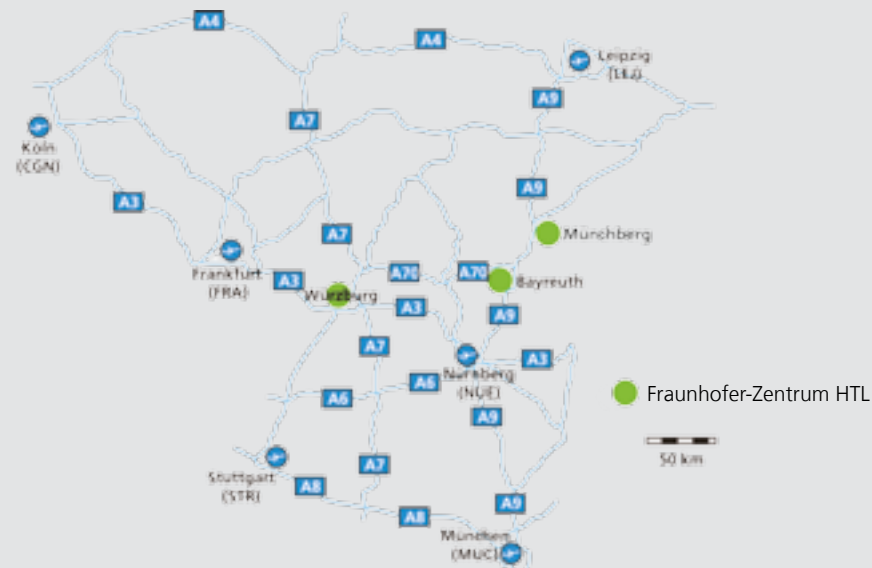 A4
A4
Leipzig
(LEJ)
A9
A7
Köln
(CGN)
A9
A3
A7
Münchberg
Frankfurt
(FRA)
A3
A70
A70
Bayreuth
Würzburg
A3
A9
A7
A3
Nürnberg
(NUE)
A6
A6
Fraunhofer-Zentrum HTL
A9
50 km
Stuttgart
(STR)
A7
A8
A9
A8
München
(MUC)